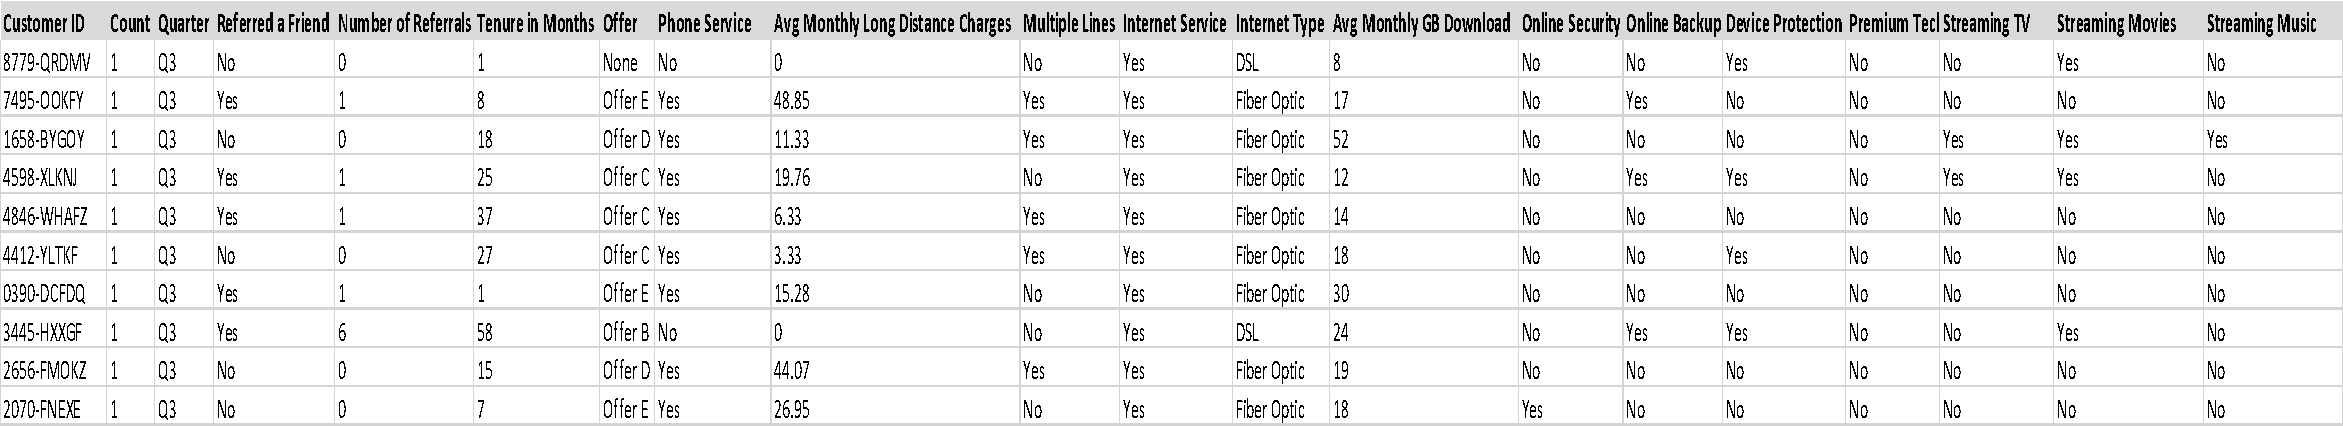 Customer ID Count Quarter Referred a Friend Number of Referrals Tenure in Months Offer Phone Service Avg Monthly Long Distance Charges Multiple Lines Internet Service Internet Type Avg Monthly GB Download Online Security Online Backup Device Protection Premium Tecl Streaming TV Streaming Movies Streaming Music
8779-QRDMV 1 Q3 No 0 1 None No 0 No Yes DSL 8 No No Yes No No Yes No
7495-OOKFY 1 Q3 Yes 1 8 Offer E Yes 48.85 Yes Yes Fiber Optic 17 No Yes No No No No No
1658-BYGOY 1 Q3 No 0 18 Offer D Yes 11.33 Yes Yes Fiber Optic 52 No No No No Yes Yes Yes
4598-XLKNJ 1 Q3 Yes 1 25 Offer C Yes 19.76 No Yes Fiber Optic 12 No Yes Yes No Yes Yes No
4846-WHAFZ 1 Q3 Yes 1 37 Offer C Yes 6.33 Yes Yes Fiber Optic 14 No No No No No No No
4412-YLTKF 1 Q3 No 0 27 Offer C Yes 3.33 Yes Yes Fiber Optic 18 No No Yes No No No No
0390-DCFDQ 1 Q3 Yes 1 1 Offer E Yes 15.28 No Yes Fiber Optic 30 No No No No No No No
3445-HXXGF 1 Q3 Yes 6 58 Offer B No 0 No Yes DSL 24 No Yes Yes No No Yes No
2656-FMOKZ 1 Q3 No 0 15 Offer D Yes 44.07 Yes Yes Fiber Optic 19 No No No No No No No
2070-FNEXE 1 Q3 No 0 7 Offer E Yes 26.95 No Yes Fiber Optic 18 Yes No No No No No No